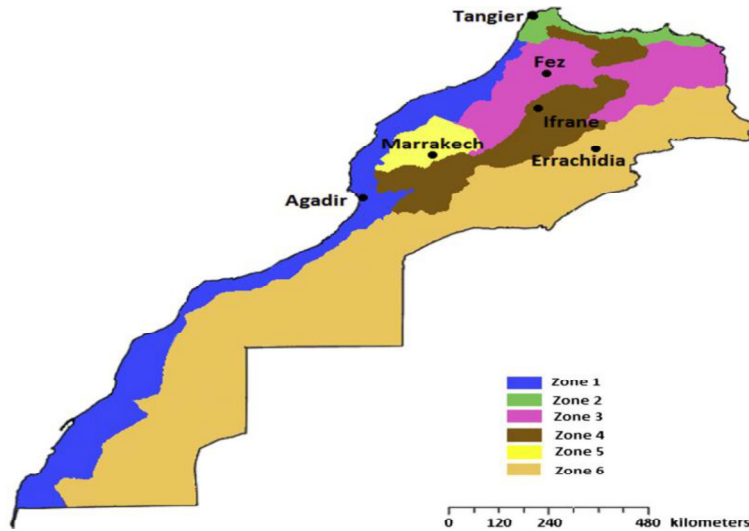 Tangier
Fez
Ifrane
Marrakech
Errachidia
Agadir
Zone 1
Zone 2
Zone 3
Zone 4
Zone 5
Zone 6
0 120 240 480 kilometers